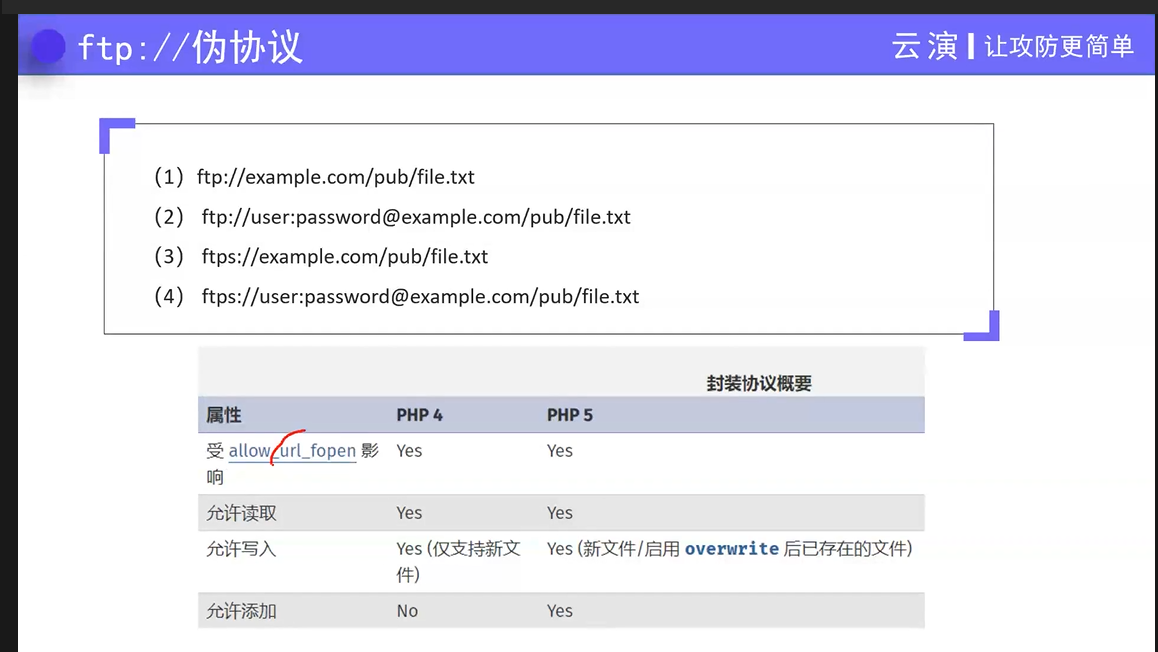 ftp://伪协议
云演 | 让攻防更简单
(1) ftp://example.com/pub/file.txt
(2) ftp://user:password@example.com/pub/file.txt
(3) ftps://example.com/pub/file.txt
(4) ftps://user:password@example.com/pub/file.txt
封装协议概要
属性 PHP 4 PHP 5
受 allow_url_fopen 影 Yes Yes
响
允许读取 Yes Yes
允许写入 Yes (仅支持新文 Yes (新文件/启用 overwrite 后已存在的文件)
件)
允许添加 No Yes